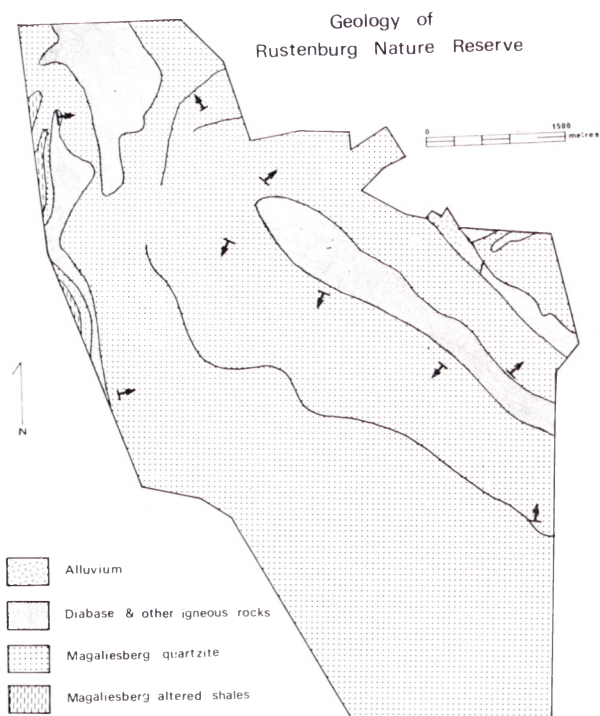 Geology of
Rustenburg Nature Reserve
0 1500
metres
N
Alluvium
Diabase & other igneous rocks
Magaliesberg quartzite
Magaliesberg altered shales